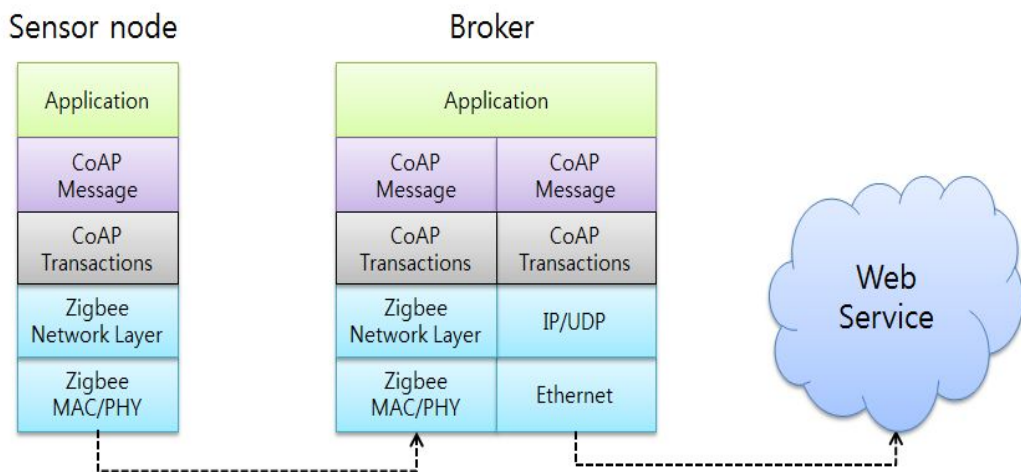 Sensor node
Application
CoAP
Message
CoAP
Transactions
Zigbee
Network Layer
Zigbee
MAC/PHY
Broker
Application
CoAP
Message
CoAP
Message
CoAP
Transactions
CoAP
Transactions
Zigbee
Network Layer
IP/UDP
Zigbee
MAC/PHY
Ethernet
Web
Service